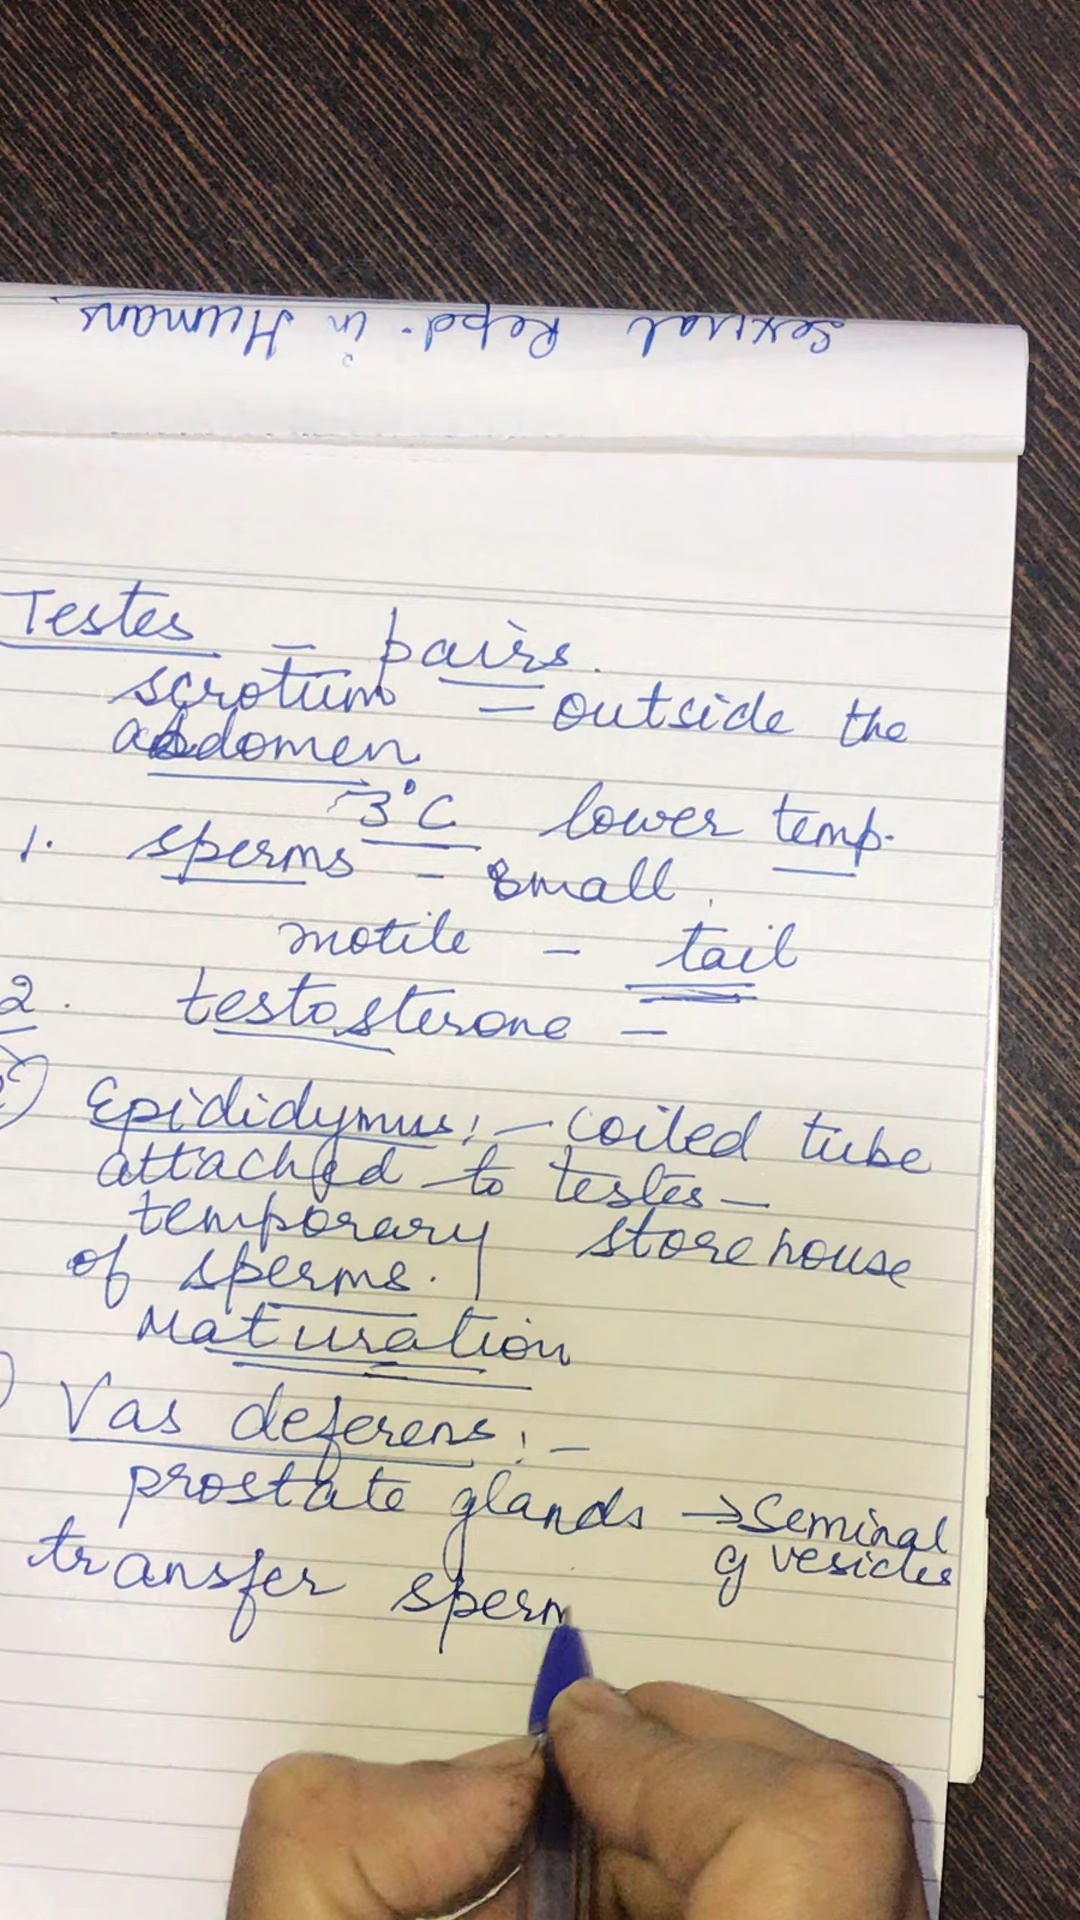 Sexual Repd. in Humans
Testes - pairs.
scrotum = outside the
abdomen
3°C lower temp.
1. sperms - small.
motile - tail
2. testosterone -
Epididymus :- coiled tube
attached to testes -
temporary storehouse
of sperms.
Maturation
Vas deferens :-
prostate glands → Seminal
g vesicles
transfer sperm